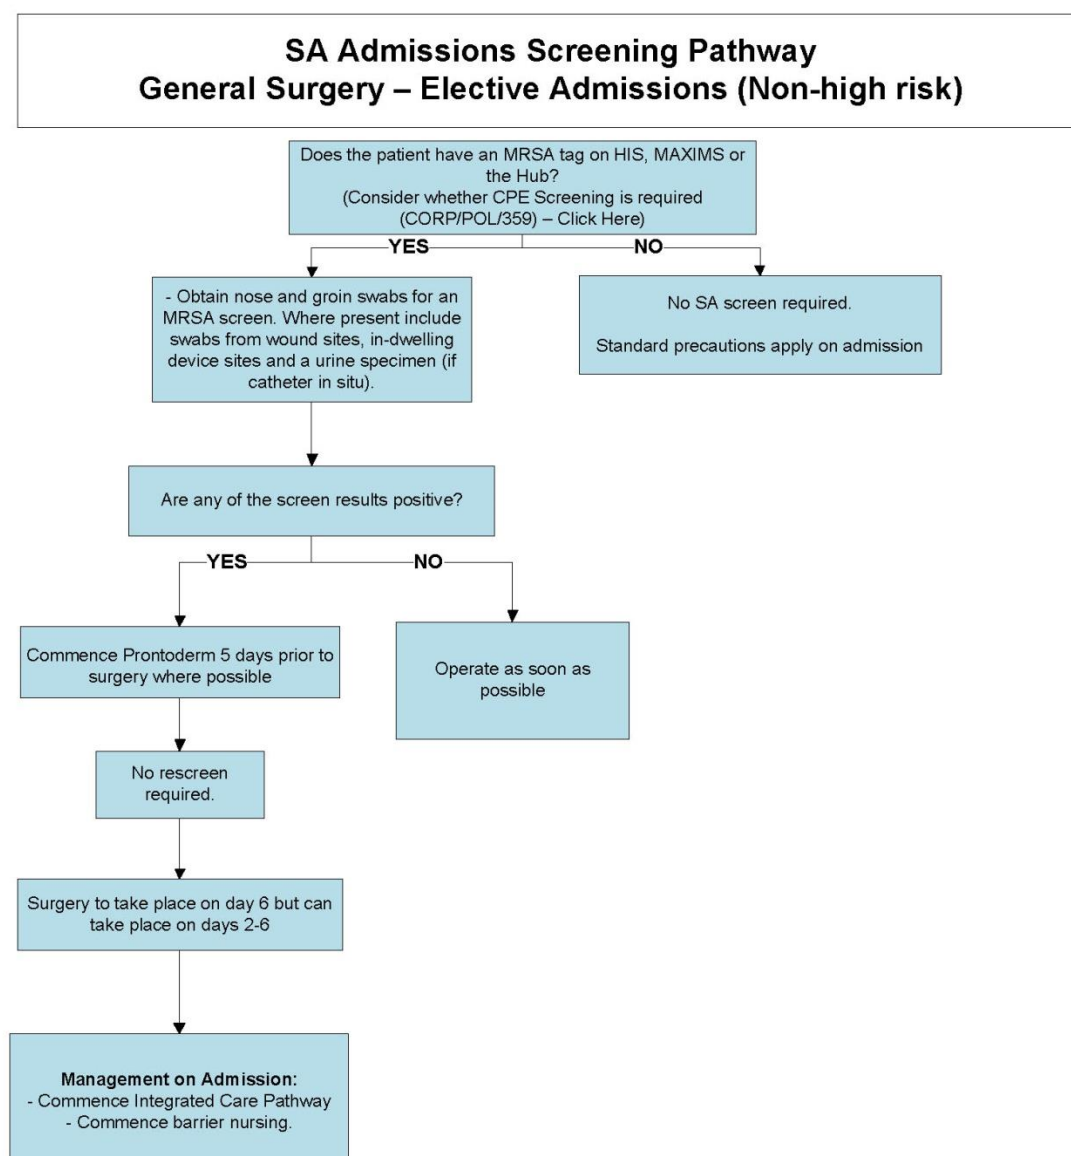 SA Admissions Screening Pathway
General Surgery – Elective Admissions (Non-high risk)
Does the patient have an MRSA tag on HIS, MAXIMS or
the Hub?
(Consider whether CPE Screening is required
(CORP/POL/359) – Click Here)
YES
NO
- Obtain nose and groin swabs for an
MRSA screen. Where present include
swabs from wound sites, in-dwelling
device sites and a urine specimen (if
catheter in situ).
No SA screen required.
Standard precautions apply on admission
Are any of the screen results positive?
YES
NO
Commence Prontoderm 5 days prior to
surgery where possible
Operate as soon as
possible
No rescreen
required.
Surgery to take place on day 6 but can
take place on days 2-6
Management on Admission:
- Commence Integrated Care Pathway
- Commence barrier nursing.